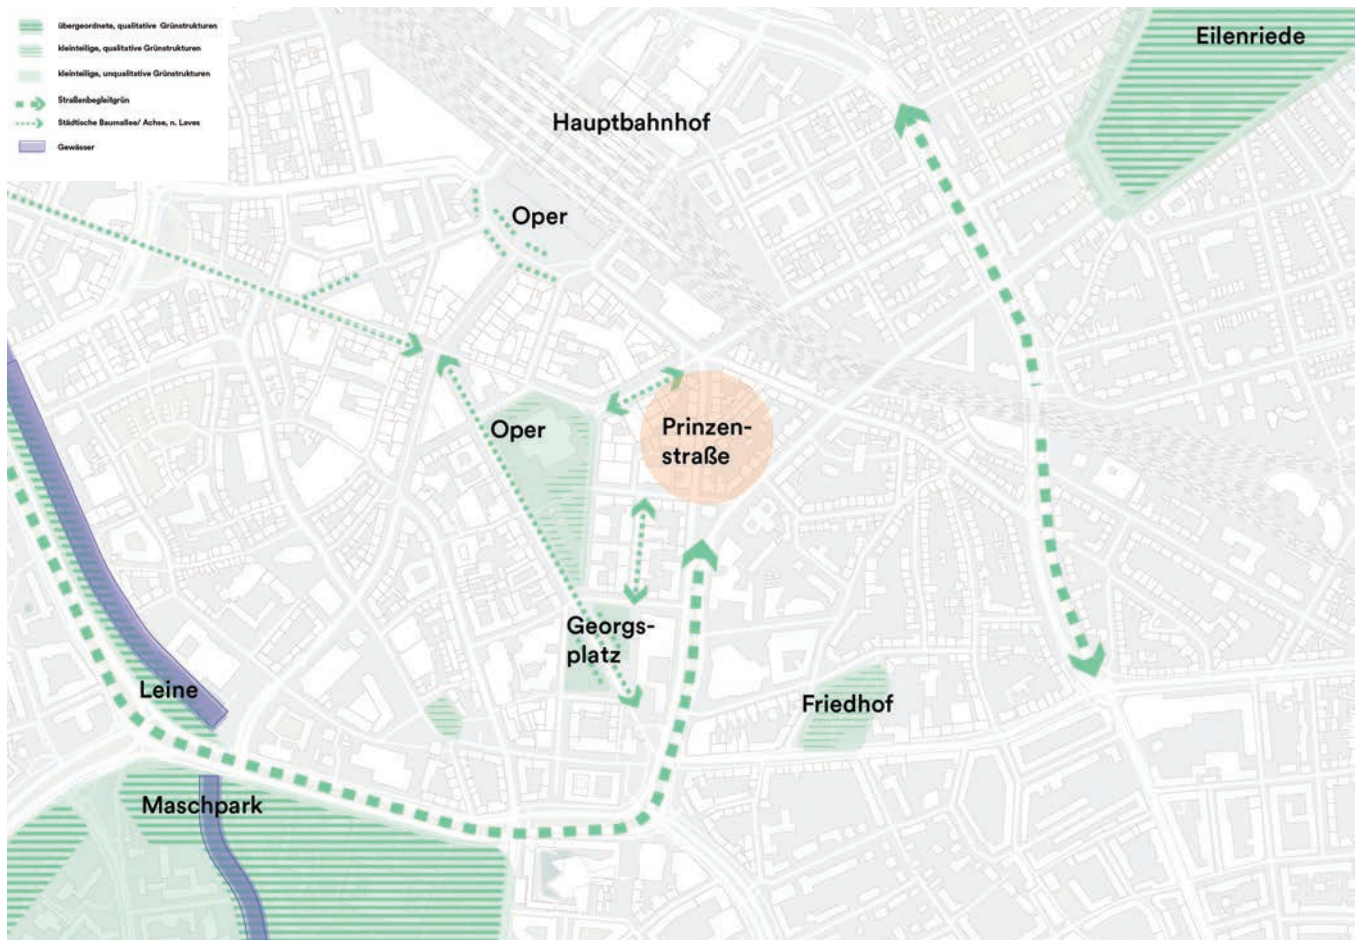 übergeordnete, qualitative Grünstrukturen
kleinteilige, qualitative Grünstrukturen
kleinteilige, unqualitative Grünstrukturen
Straßenbegleitgrün
Städtische Baumallee/ Achse, n. Laves
Gewässer
Eilenriede
Hauptbahnhof
Oper
Oper
Prinzen-
straße
Georgs-
platz
Leine
Friedhof
Maschpark